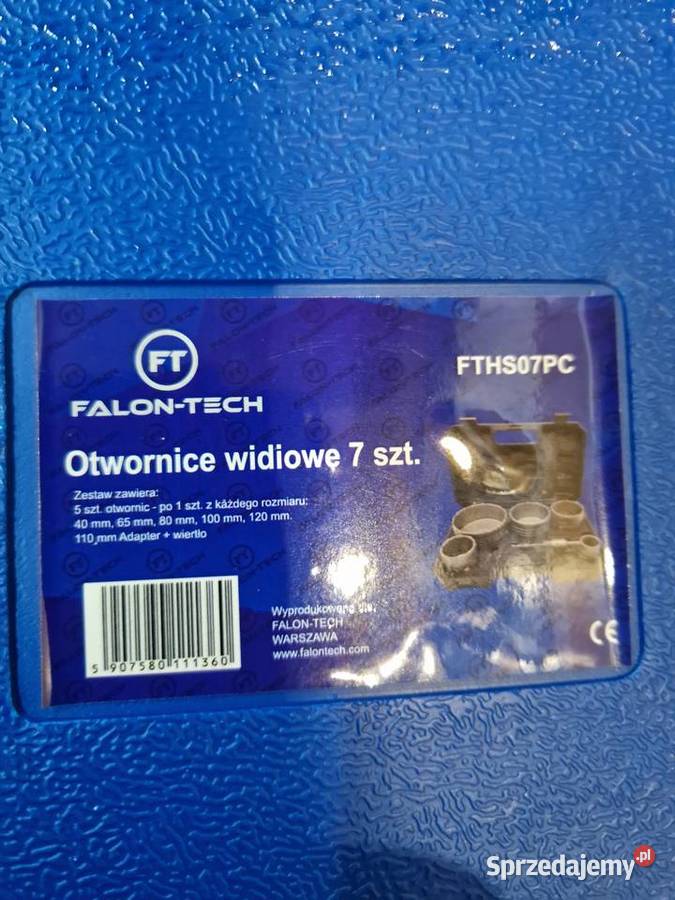 FT
FALON-TECH
FTHS07PC
Otwornice widiowe 7 szt.
Zestaw zawiera:
5 szt. otwornic - po 1 szt. z każdego rozmiaru:
40 mm, 65 mm, 80 mm, 100 mm, 120 mm.
110 mm Adapter + wiertło
5 907580 111360
Wyprodukowano dla:
FALON-TECH
WARSZAWA
www.falontech.com
CE
Sprzedajemy.pl